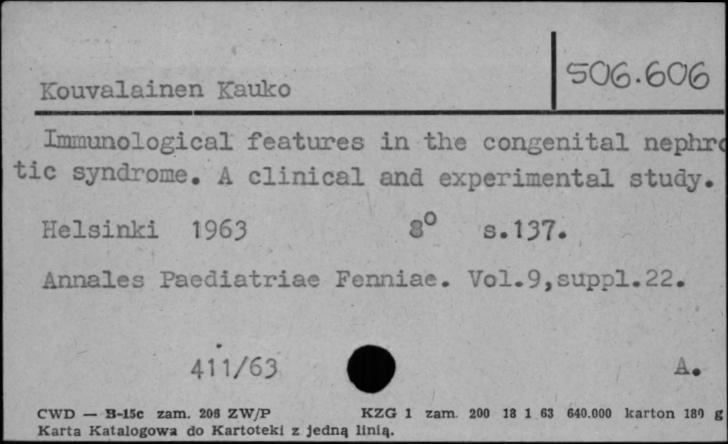 506.606
Kouvalainen Kauko
Immunological features in the congenital nephro
tic syndrome. A clinical and experimental study.
Helsinki 1963 8° s.137.
Annales Paediatriae Fenniae. Vol.9,suppl.22.
411/63 A.
CWD — B-15c zam. 206 ZW/P KZG 1 zam. 200 18 1 63 640.000 karton 180 g
Karta Katalogowa do Kartoteki z jedną linią.